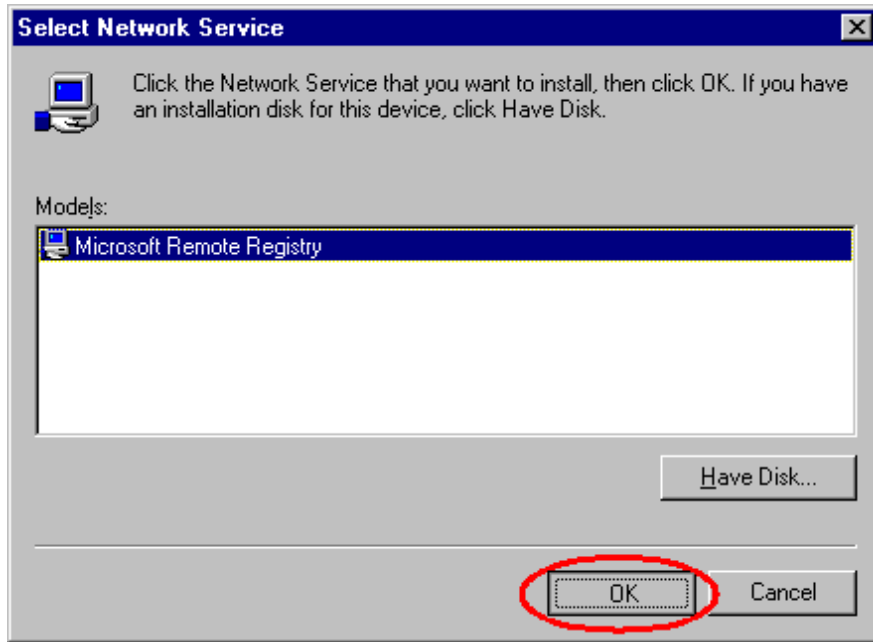 Select Network Service
Click the Network Service that you want to install, then click OK. If you have
an installation disk for this device, click Have Disk.
Models:
Microsoft Remote Registry
Have Disk...
OK
Cancel